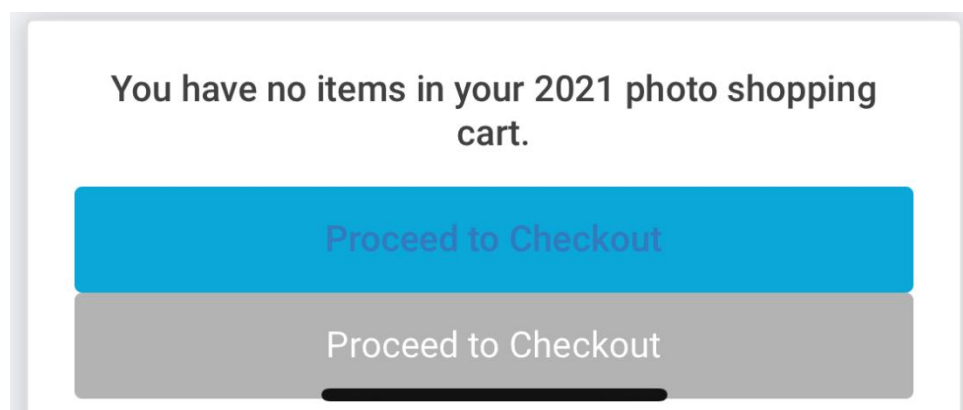 You have no items in your 2021 photo shopping
cart.
Proceed to Checkout
Proceed to Checkout